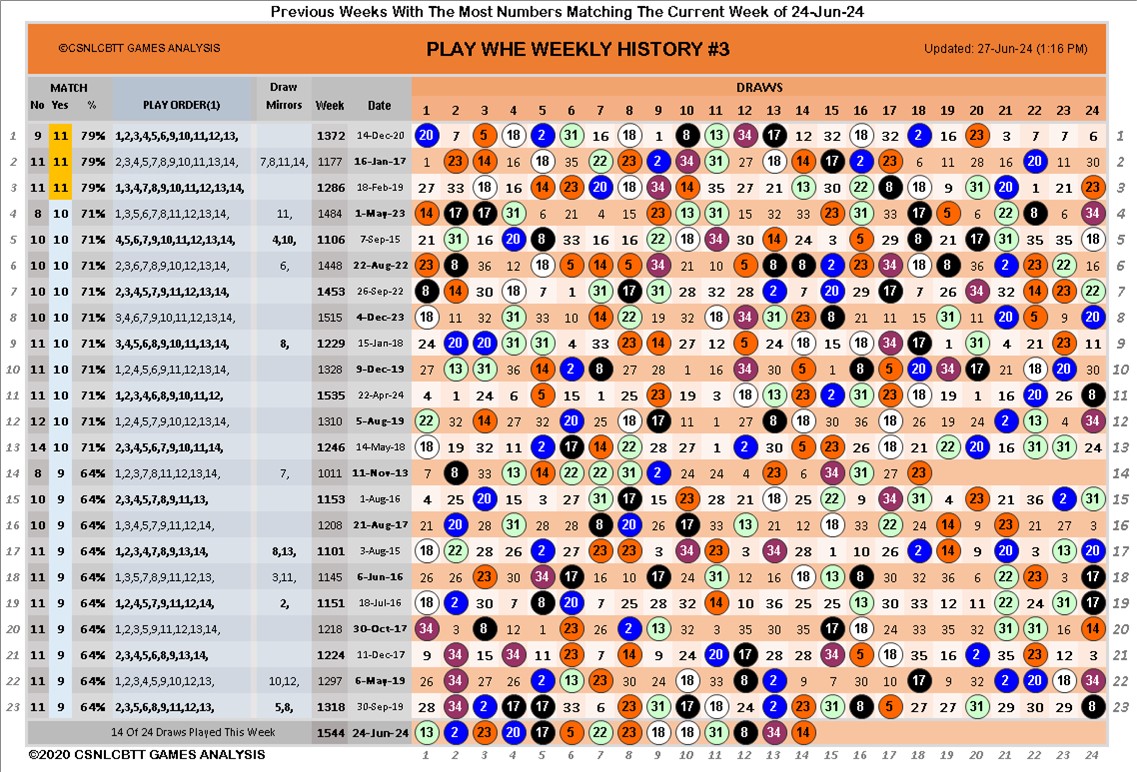 Previous Weeks With The Most Numbers Matching The Current Week of 24-Jun-24
©CSNLCBTT GAMES ANALYSIS PLAY WHE WEEKLY HISTORY #3 Updated: 27-Jun-24 (1:16 PM)
MATCH Draw DRAWS
No Yes % PLAY ORDER(1) Mirrors Week Date 1 2 3 4 5 6 7 8 9 10 11 12 13 14 15 16 17 18 19 20 21 22 23 24
1 9 11 79% 1,2,3,4,5,6,9,10,11,12,13, 1372 14-Dec-20 20 7 5 18 2 31 16 18 1 8 13 34 17 12 32 18 32 2 16 23 3 7 7 6 1
2 11 11 79% 2,3,4,5,7,8,9,10,11,13,14, 7,8,11,14, 1177 16-Jan-17 1 23 14 16 18 35 22 23 2 34 31 27 18 14 17 2 23 6 11 28 16 20 11 30 2
3 11 11 79% 1,3,4,7,8,9,10,11,12,13,14, 1286 18-Feb-19 27 33 18 16 14 23 20 18 34 14 35 27 21 13 30 22 8 18 9 31 20 1 21 23 3
4 8 10 71% 1,3,5,6,7,8,11,12,13,14, 11, 1484 1-May-23 14 17 17 31 6 21 4 15 23 13 31 15 32 33 23 31 33 17 5 6 22 8 6 34 4
5 10 10 71% 4,5,6,7,9,10,11,12,13,14, 4,10, 1106 7-Sep-15 21 31 16 20 8 33 16 16 22 18 34 30 14 24 3 5 29 8 21 17 31 35 35 18 5
6 10 10 71% 2,3,6,7,8,9,10,12,13,14, 6, 1448 22-Aug-22 23 8 36 12 18 5 14 5 34 21 10 5 8 8 2 23 34 18 8 36 2 23 22 16 6
7 10 10 71% 2,3,4,5,7,9,11,12,13,14, 1453 26-Sep-22 8 14 30 18 7 1 31 17 31 28 32 28 2 7 20 29 17 7 26 34 32 14 23 22 7
8 10 10 71% 3,4,6,7,9,10,11,12,13,14, 1515 4-Dec-23 18 11 32 31 33 10 14 22 19 32 18 34 31 23 8 21 11 15 11 31 20 5 9 20 8
9 11 10 71% 3,4,5,6,8,9,10,11,13,14, 8, 1229 15-Jan-18 24 20 20 31 31 4 33 23 14 27 12 5 24 18 15 18 34 17 1 31 4 21 23 11 9
10 11 10 71% 1,2,4,5,6,9,11,12,13,14, 1328 9-Dec-19 27 13 31 36 14 2 8 27 28 11 32 34 30 5 1 8 5 20 34 17 21 18 20 30 10
11 11 10 71% 1,2,3,4,6,8,9,10,11,12, 1535 22-Apr-24 4 1 24 6 5 15 1 25 23 19 3 18 13 23 2 31 23 18 19 1 16 20 26 8 11
12 12 10 71% 1,2,4,5,7,9,10,12,13,14, 1310 5-Aug-19 22 32 14 27 32 20 28 18 17 11 1 27 8 18 30 36 18 26 19 24 2 13 4 34 12
13 14 10 71% 2,3,4,5,6,7,9,10,11,14, 1246 14-May-18 18 19 32 11 2 17 14 22 28 27 1 2 30 5 23 26 18 21 22 20 16 31 31 24 13
14 8 9 64% 1,2,3,7,8,11,12,13,14, 7, 1011 11-Nov-13 7 8 33 13 14 22 22 31 2 24 24 4 23 6 34 31 28 23 14
15 10 9 64% 2,3,4,5,7,8,9,11,13, 1153 1-Aug-16 4 25 20 15 3 27 31 17 15 23 28 21 18 25 22 9 34 31 4 23 21 36 2 31 15
16 10 9 64% 1,3,4,5,7,9,12,14, 1208 21-Aug-17 21 20 28 31 28 28 8 20 26 17 33 13 21 12 18 33 22 24 14 9 23 21 27 3 16
17 11 9 64% 1,2,3,4,7,8,9,13,14, 8,13, 1101 3-Aug-15 18 22 28 26 2 27 23 23 3 34 23 3 34 28 1 10 26 2 14 9 20 3 13 20 17
18 11 9 64% 1,3,5,7,8,9,11,12,13, 3,11, 1145 6-Jun-16 26 26 23 30 34 17 16 10 17 24 31 12 14 18 13 8 30 32 36 6 22 23 3 17 18
19 11 9 64% 1,2,4,5,7,9,11,12,14, 2, 1151 18-Jul-16 18 2 30 7 8 20 7 25 28 32 14 10 36 25 25 13 30 33 12 11 22 24 31 17 19
20 11 9 64% 1,2,3,5,9,11,12,13,14, 1218 30-Oct-17 34 3 8 12 1 23 26 2 13 32 3 35 30 35 17 18 24 33 35 32 31 31 16 14 20
21 11 9 64% 2,3,4,5,6,8,9,13,14, 1224 11-Dec-17 9 34 15 34 11 23 7 14 9 24 20 17 28 28 34 5 18 35 16 2 35 23 12 3 21
22 11 9 64% 1,2,3,4,5,9,10,12,13, 10,12, 1297 6-May-19 26 34 27 26 2 13 23 30 24 18 33 8 2 9 7 30 10 17 9 9 2 20 18 34 22
23 11 9 64% 2,3,5,6,8,9,11,12,13, 5,8, 1318 30-Sep-19 28 34 2 17 17 33 6 23 31 17 18 24 2 23 31 8 5 27 27 31 29 30 30 8 23
14 Of 24 Draws Played This Week 1544 24-Jun-24 13 2 23 20 17 5 22 23 18 18 31 8 34 14
©2020 CSNLCBTT GAMES ANALYSIS 1 2 3 4 5 6 7 8 9 10 11 12 13 14 15 16 17 18 19 20 21 22 23 24